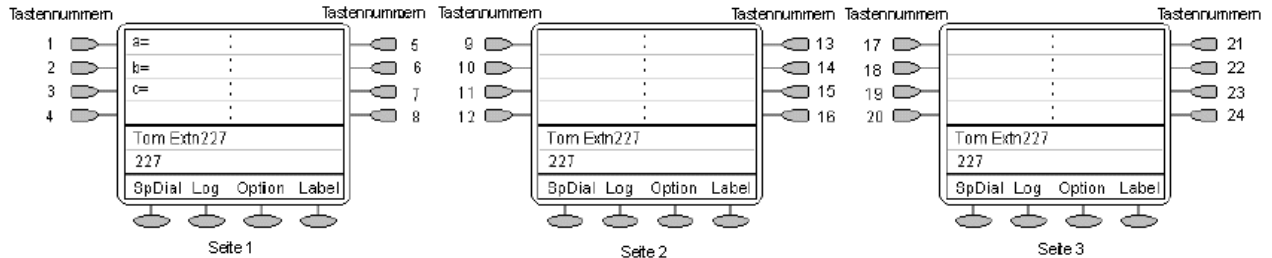 Tastennummern Tastennummern Tastennummern Tastennummern Tastennummern Tastennummern
1 a= : 5 9 : 13 17 : 21
2 b= : 6 10 : 14 18 : 22
3 c= : 7 11 : 15 19 : 23
4 : 8 12 : 16 20 : 24
Tom Extn227 Tom Extn227 Tom Extn227
227 227 227
SpDial Log Option Label SpDial Log Option Label SpDial Log Option Label
Seite 1 Seite 2 Seite 3